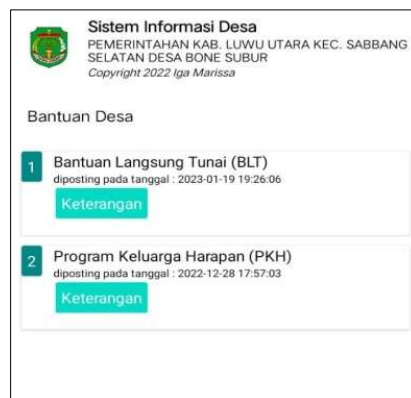 Sistem Informasi Desa
PEMERINTAHAN KAB. LUWU UTARA KEC. SABBANG
SELATAN DESA BONE SUBUR
Copyright 2022 Iga Marissa
Bantuan Desa
1
Bantuan Langsung Tunai (BLT)
diposting pada tanggal : 2023-01-19 19:26:06
Keterangan
2
Program Keluarga Harapan (PKH)
diposting pada tanggal : 2022-12-28 17:57:03
Keterangan